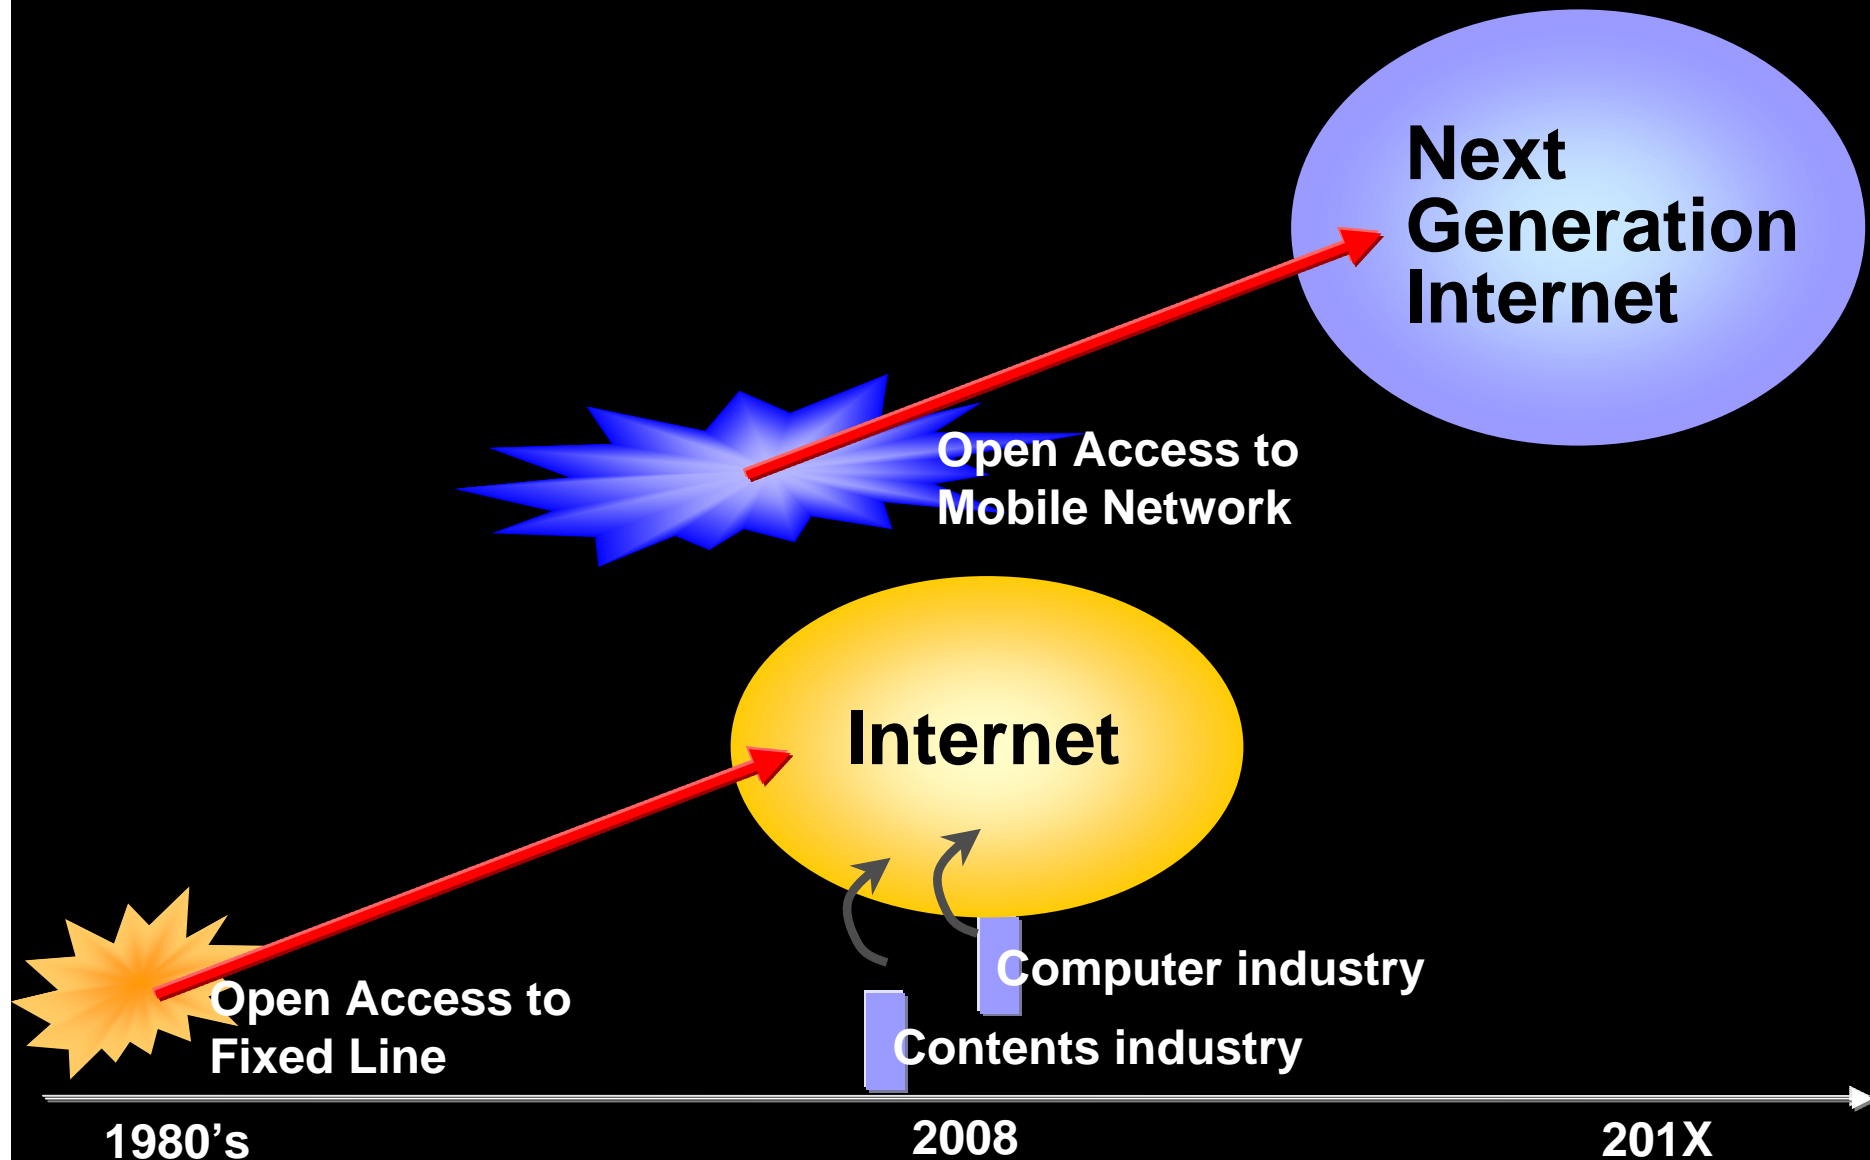 Next
Generation
Internet
Open Access to
Mobile Network
Internet
Computer industry
Open Access to
Fixed Line
Contents industry
1980’s
2008
201X